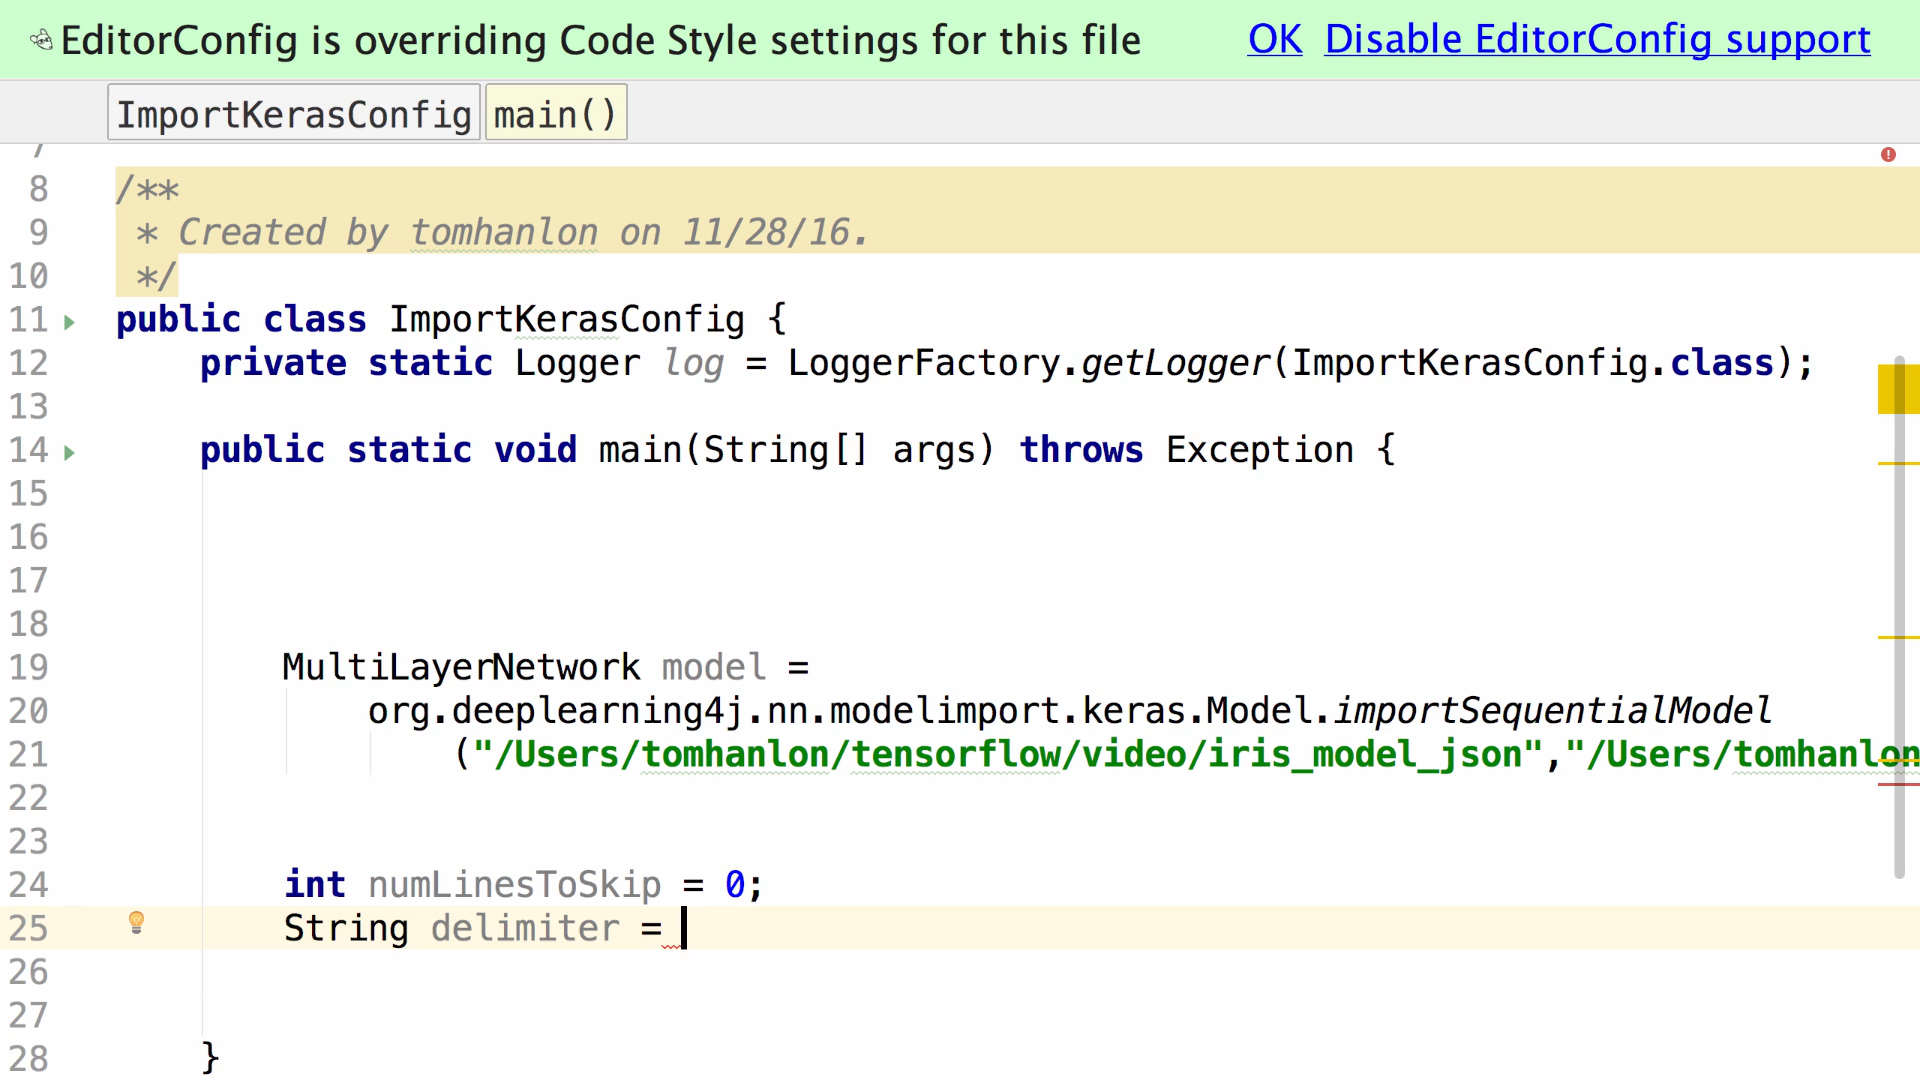 EditorConfig is overriding Code Style settings for this file OK Disable EditorConfig support
ImportKerasConfig main()
7
8 /**
9 * Created by tomhanlon on 11/28/16.
10 */
11 public class ImportKerasConfig {
12 private static Logger log = LoggerFactory.getLogger(ImportKerasConfig.class);
13
14 public static void main(String[] args) throws Exception {
15
16
17
18
19 MultiLayerNetwork model =
20 org.deeplearning4j.nn.modelimport.keras.Model.importSequentialModel
21 ("/Users/tomhanlon/tensorflow/video/iris_model_json","/Users/tomhanlon
22
23
24 int numLinesToSkip = 0;
25 String delimiter =
26
27
28 }